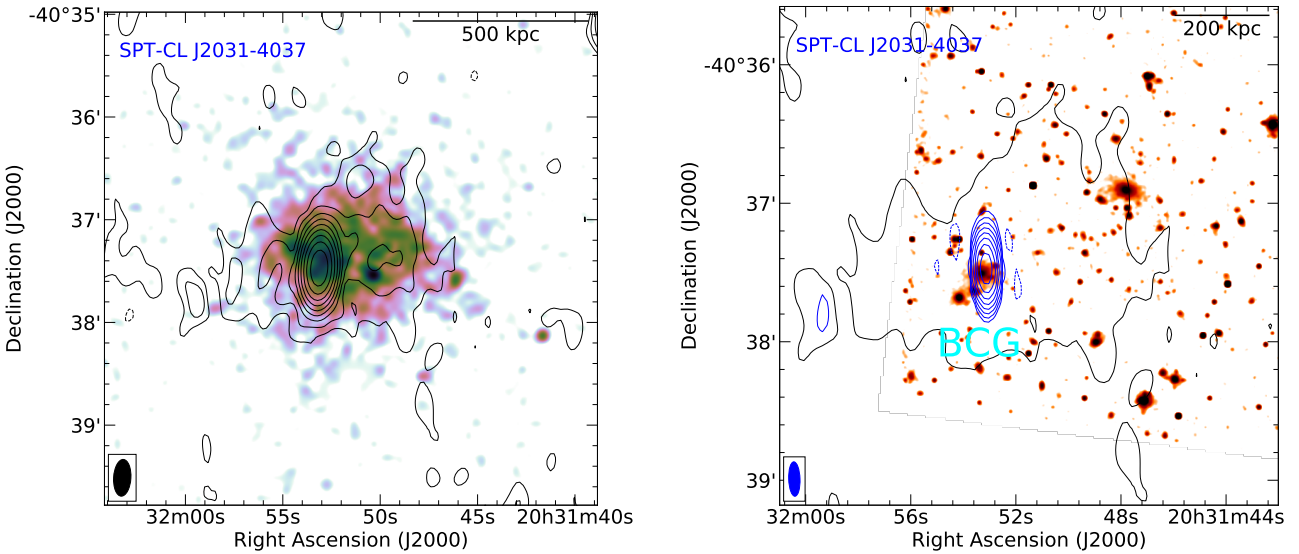 -40°35'
36'
37'
38'
39'
SPT-CL J2031-4037
500 kpc
Declination (J2000)
32m00s 55s 50s 45s 20h31m40s
Right Ascension (J2000)
-40°36'
37'
38'
39'
SPT-CL J2031-4037
200 kpc
BCG
Declination (J2000)
32m00s 56s 52s 48s 20h31m44s
Right Ascension (J2000)